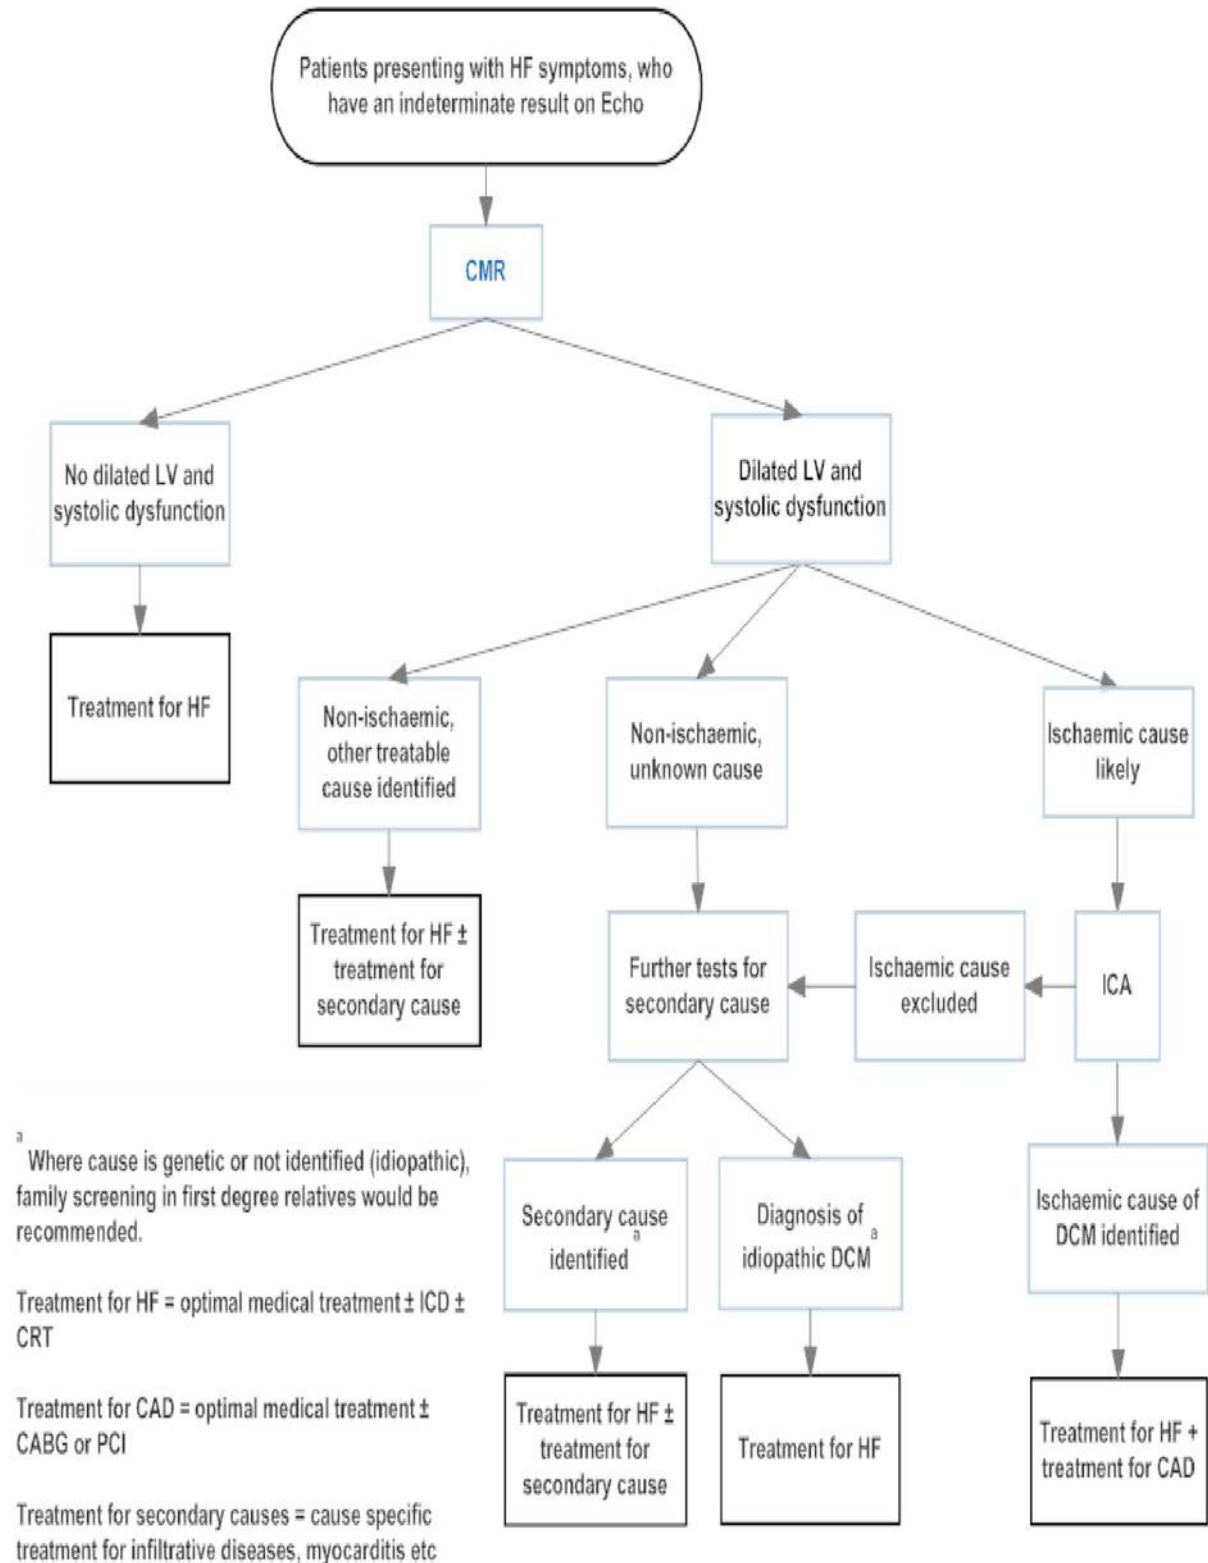 Patients presenting with HF symptoms, who
have an indeterminate result on Echo
CMR
No dilated LV and
systolic dysfunction
Dilated LV and
systolic dysfunction
Treatment for HF
Non-ischaemic,
other treatable
cause identified
Non-ischaemic,
unknown cause
Ischaemic cause
likely
Treatment for HF ±
treatment for
secondary cause
Further tests for
secondary cause
Ischaemic cause
excluded
ICA
Secondary cause
identified a
Diagnosis of
idiopathic DCM a
Ischaemic cause of
DCM identified
Treatment for HF ±
treatment for
secondary cause
Treatment for HF
Treatment for HF +
treatment for CAD
a Where cause is genetic or not identified (idiopathic),
family screening in first degree relatives would be
recommended.
Treatment for HF = optimal medical treatment ± ICD ±
CRT
Treatment for CAD = optimal medical treatment ±
CABG or PCI
Treatment for secondary causes = cause specific
treatment for infiltrative diseases, myocarditis etc